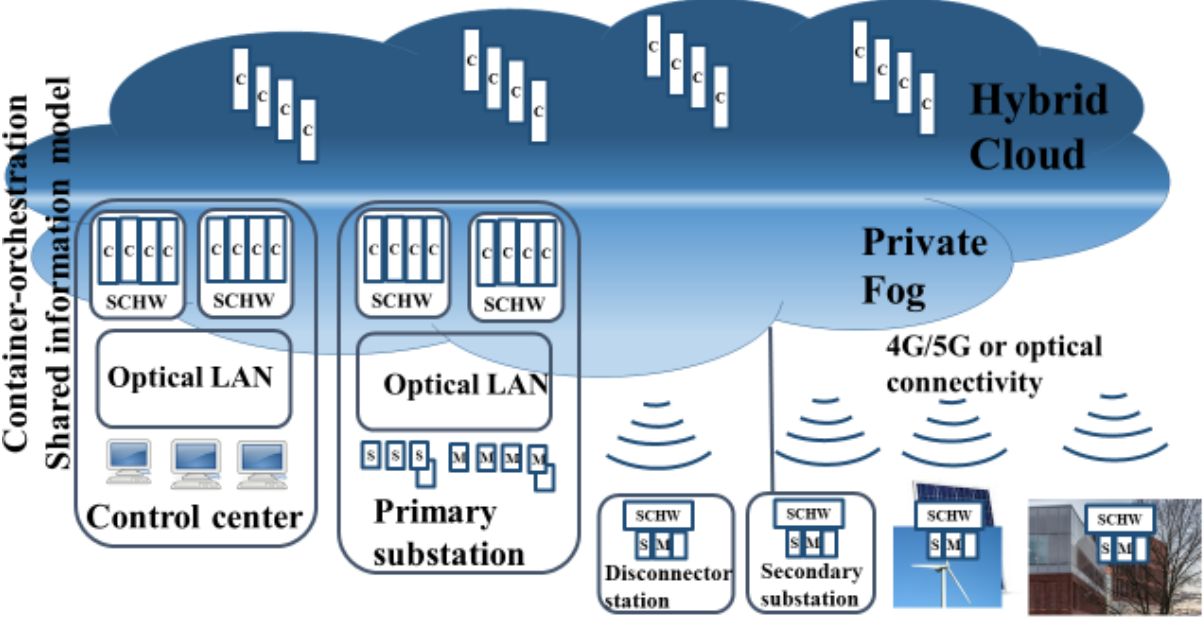 Container-orchestration
Shared information model
C C C C
C C C C
C C C C
C C C C
Hybrid
Cloud
Private
Fog
C C C C
SCHW
C C C C
SCHW
Optical LAN
Control center
C C C C
SCHW
C C C C
SCHW
Optical LAN
S S S M M M M
Primary
substation
4G/5G or optical
connectivity
SCHW
S M
Disconnector
station
SCHW
S M
Secondary
substation
SCHW
S M
SCHW
S M